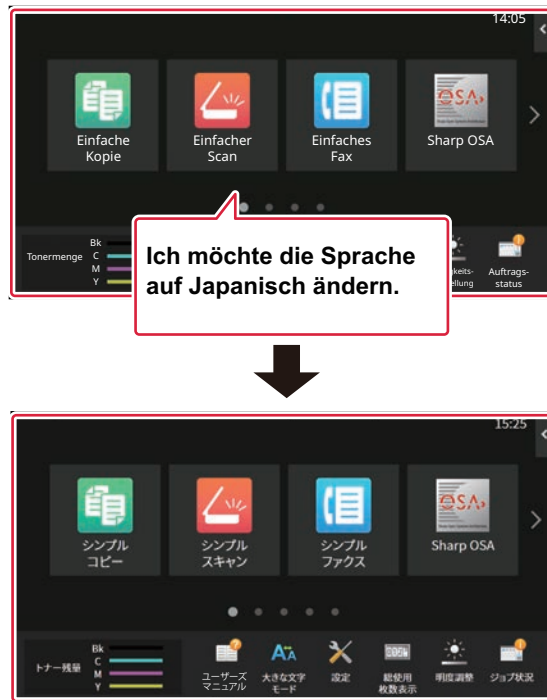 14:05
Einfache
Kopie
Einfacher
Scan
Einfaches
Fax
OSA
Sharp OSA
Tonermenge
Bk
C
M
Y
Auftrags-
status
Ich möchte die Sprache
auf Japanisch ändern.
15:25
シンプル
コピー
シンプル
スキャン
シンプル
ファクス
OSA
Sharp OSA
トナー残量
Bk
C
M
Y
ユーザーズ
マニュアル
大きな文字
モード
設定
総使用
枚数表示
明度調整
ジョブ状況